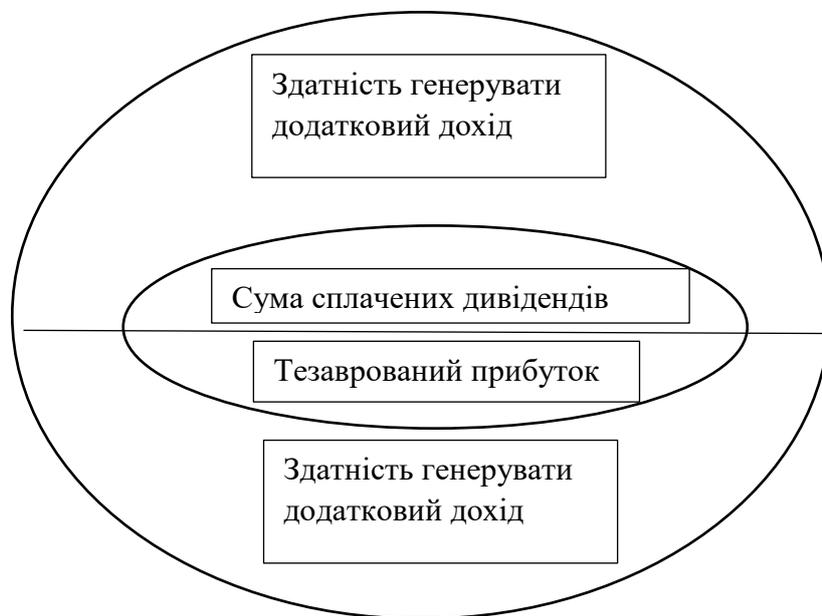 Здатність генерувати
додатковий дохід
Сума сплачених дивідендів
Тезаврований прибуток
Здатність генерувати
додатковий дохід